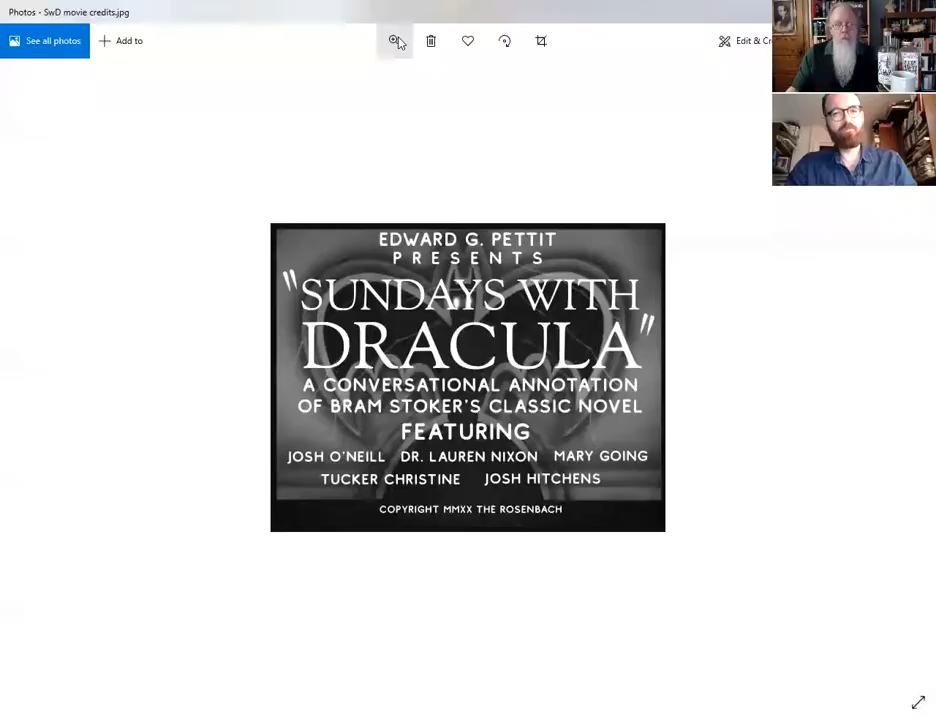 Photos - SwD movie credits.jpg
See all photos
Add to
Edit & Cr
EDWARD G. PETTIT
PRESENTS
"SUNDAYS WITH
DRACULA"
A CONVERSATIONAL ANNOTATION
OF BRAM STOKER'S CLASSIC NOVEL
FEATURING
JOSH O'NEILL DR. LAUREN NIXON MARY GOING
TUCKER CHRISTINE JOSH HITCHENS
COPYRIGHT MMXX THE ROSENBACH